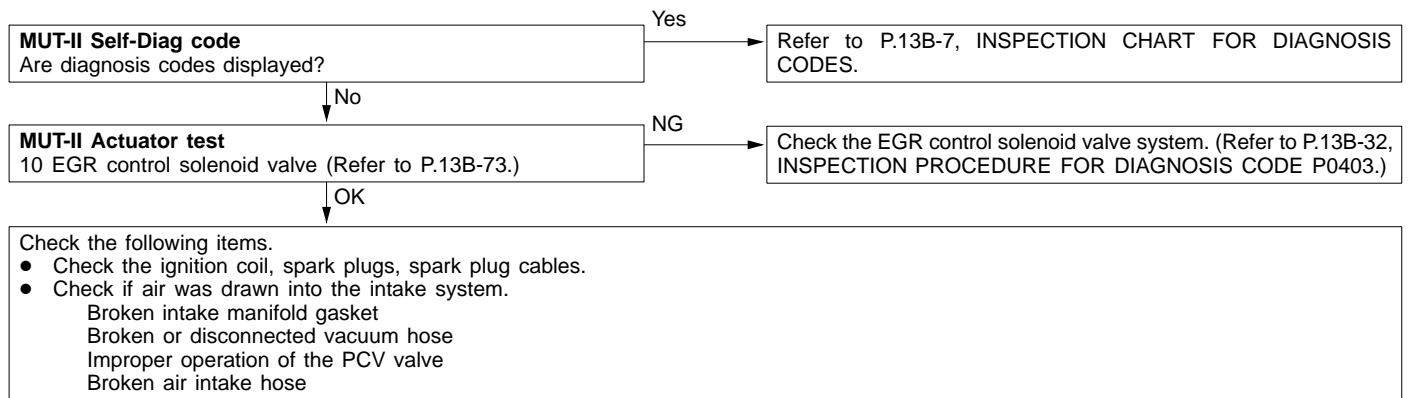 Yes
MUT-II Self-Diag code
Are diagnosis codes displayed?
Refer to P.13B-7, INSPECTION CHART FOR DIAGNOSIS
CODES.
No
MUT-II Actuator test
10 EGR control solenoid valve (Refer to P.13B-73.)
NG
Check the EGR control solenoid valve system. (Refer to P.13B-32,
INSPECTION PROCEDURE FOR DIAGNOSIS CODE P0403.)
OK
Check the following items.
● Check the ignition coil, spark plugs, spark plug cables.
● Check if air was drawn into the intake system.
Broken intake manifold gasket
Broken or disconnected vacuum hose
Improper operation of the PCV valve
Broken air intake hose